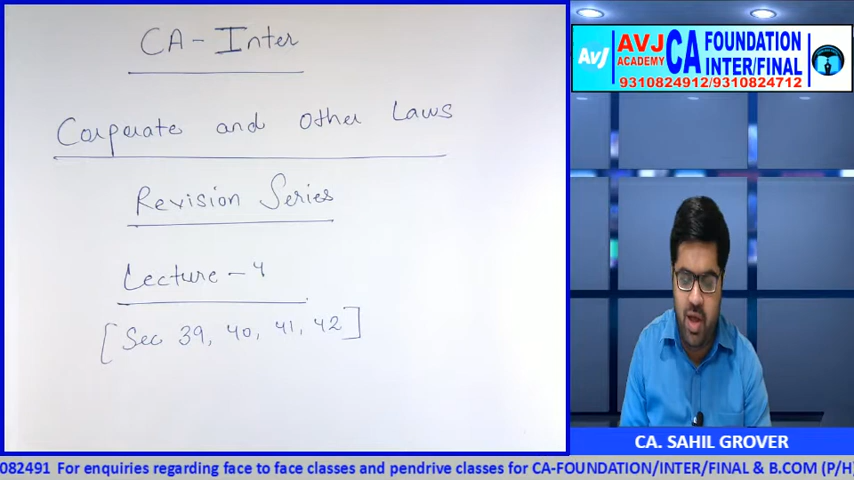 CA - Inter
Corporate and other Laws
Revision Series
Lecture - 4
[Sec 39, 40, 41, 42]
AVJ
AVJ
ACADEMY
CA
FOUNDATION
INTER/FINAL
9310824912/9310824712
CA. SAHIL GROVER
082491 For enquiries regarding face to face classes and pendrive classes for CA-FOUNDATION/INTER/FINAL & B.COM (P/H)